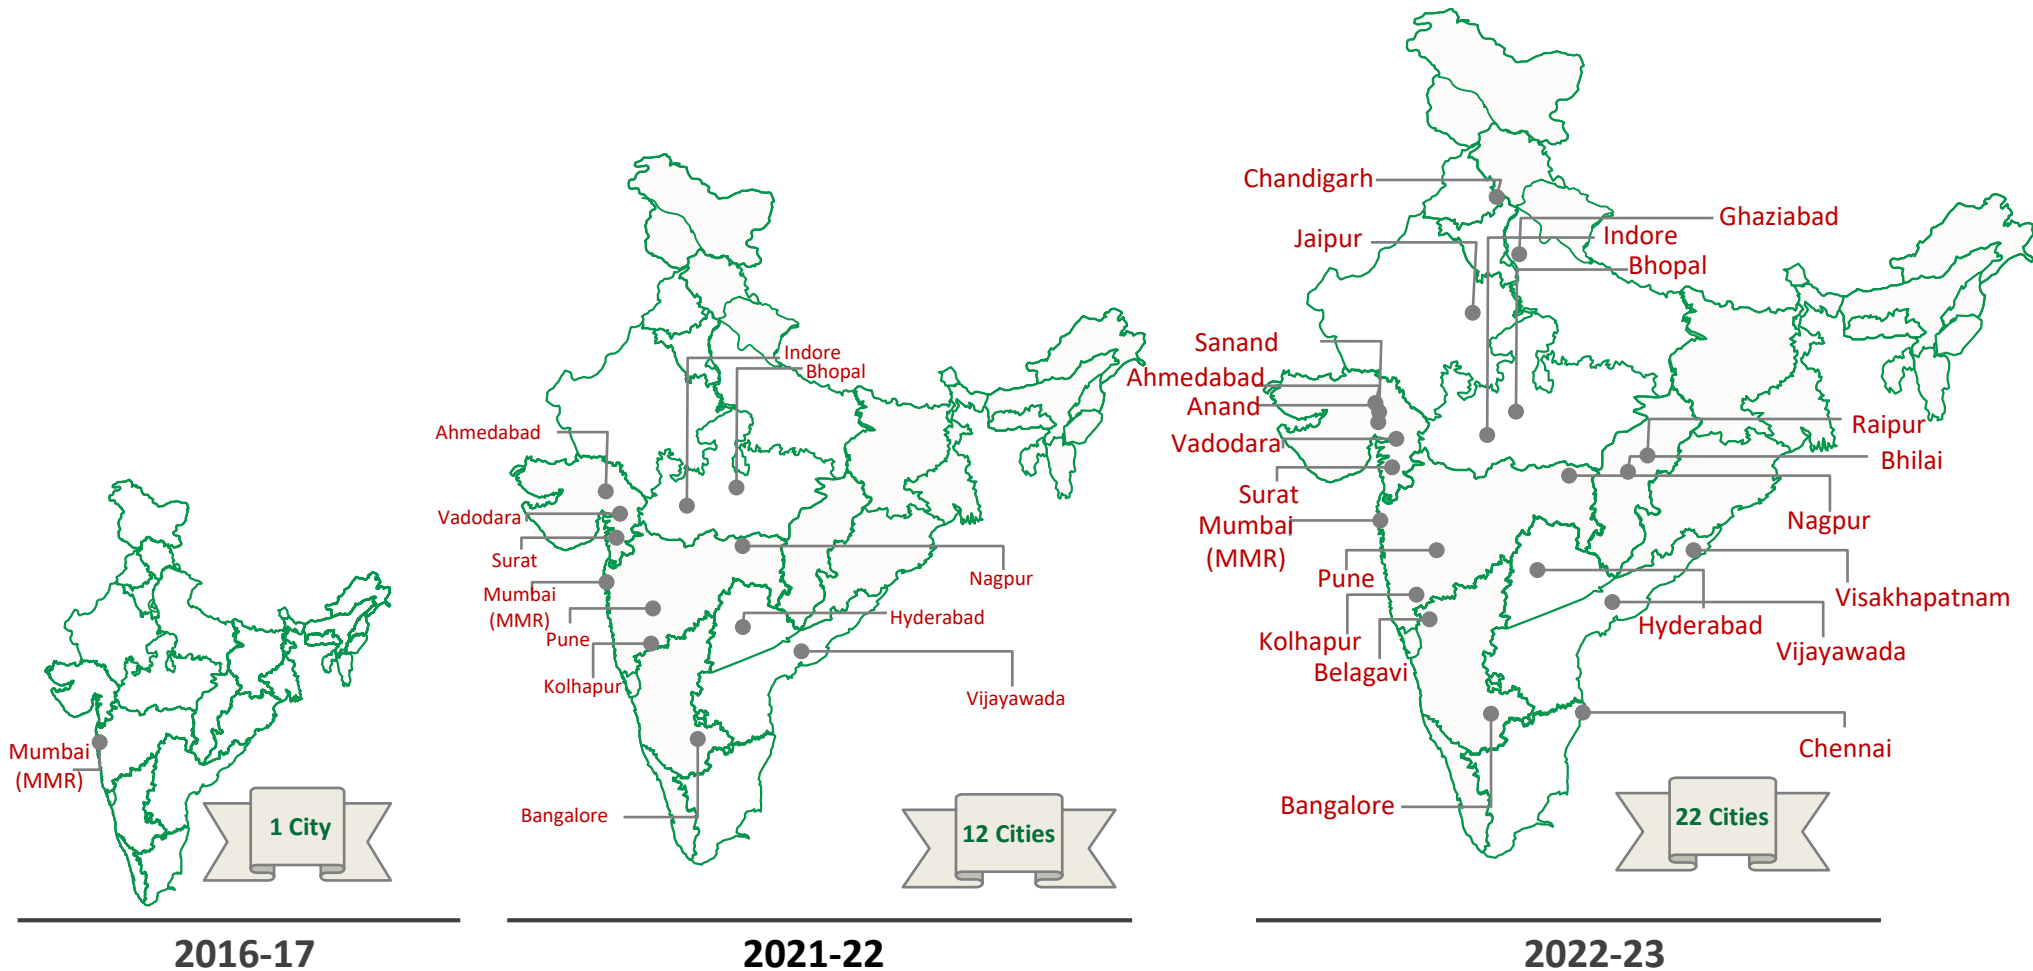 Mumbai
(MMR)
1 City
2016-17
Indore
Bhopal
Ahmedabad
Vadodara
Surat
Mumbai
(MMR)
Pune
Kolhapur
Nagpur
Hyderabad
Vijayawada
Bangalore
12 Cities
2021-22
Chandigarh
Ghaziabad
Jaipur
Indore
Bhopal
Sanand
Ahmedabad
Anand
Vadodara
Surat
Mumbai
(MMR)
Pune
Kolhapur
Belagavi
Raipur
Bhilai
Nagpur
Visakhapatnam
Hyderabad
Vijayawada
Chennai
Bangalore
22 Cities
2022-23